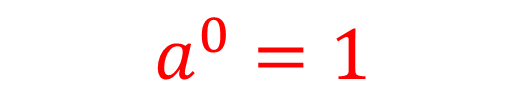 a⁰ = 1